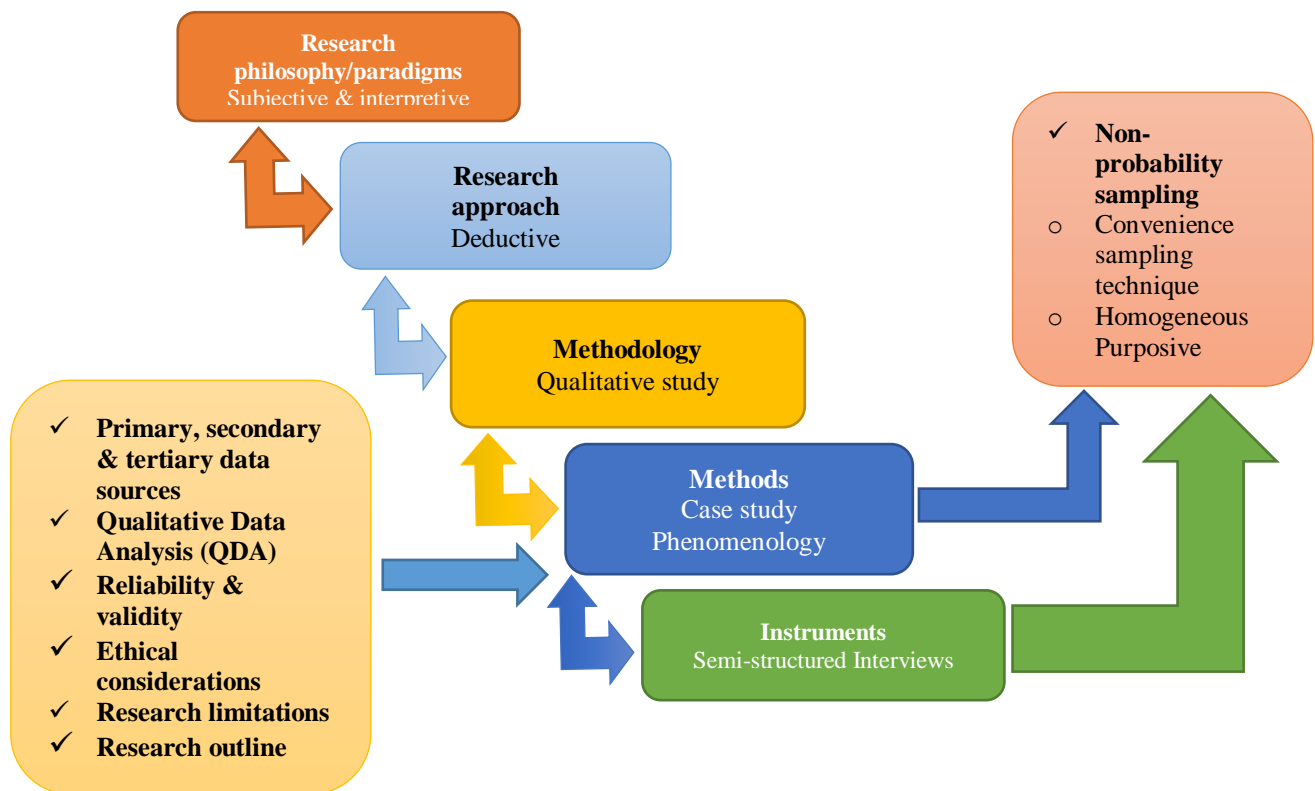 Research
philosophy/paradigms
Subjective & interpretive
Research
approach
Deductive
Methodology
Qualitative study
Methods
Case study
Phenomenology
Instruments
Semi-structured Interviews
✓ Primary, secondary
& tertiary data
sources
✓ Qualitative Data
Analysis (QDA)
✓ Reliability &
validity
✓ Ethical
considerations
✓ Research limitations
✓ Research outline
✓ Non-
probability
sampling
o Convenience
sampling
technique
o Homogeneous
Purposive